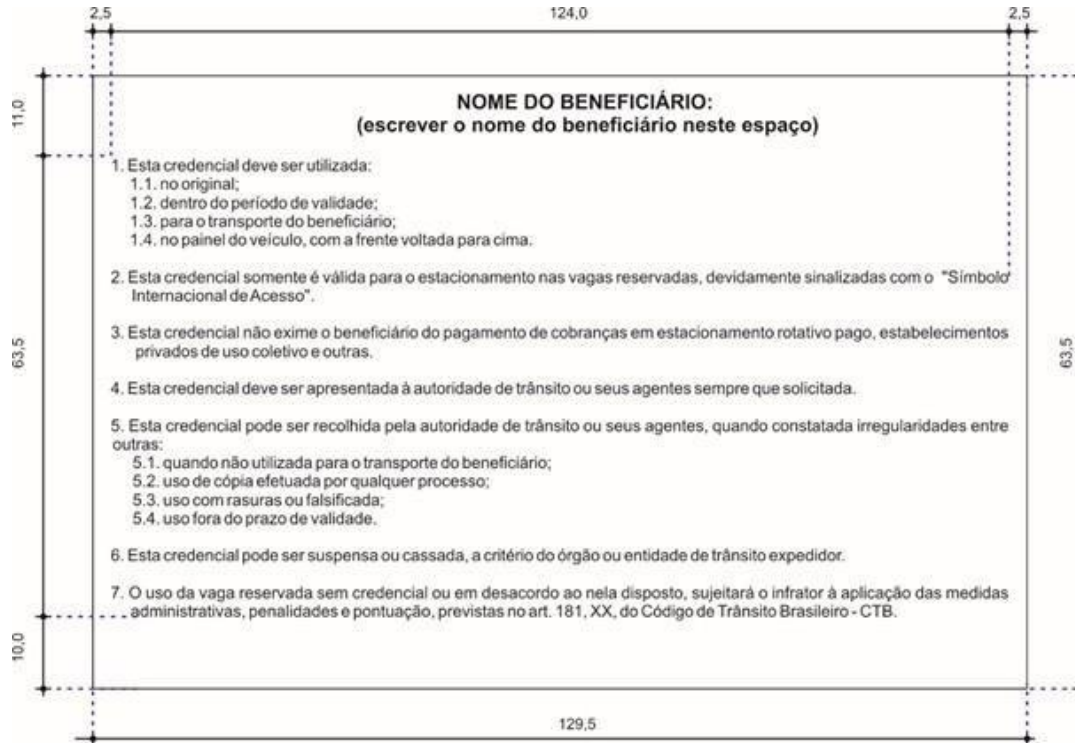 2,5 124,0 2,5
11,0
NOME DO BENEFICIÁRIO:
(escrever o nome do beneficiário neste espaço)
1. Esta credencial deve ser utilizada:
1.1. no original;
1.2. dentro do período de validade;
1.3. para o transporte do beneficiário;
1.4. no painel do veículo, com a frente voltada para cima.
2. Esta credencial somente é válida para o estacionamento nas vagas reservadas, devidamente sinalizadas com o "Símbolo
Internacional de Acesso".
3. Esta credencial não exime o beneficiário do pagamento de cobranças em estacionamento rotativo pago, estabelecimentos
privados de uso coletivo e outras.
63,5
63,5
4. Esta credencial deve ser apresentada à autoridade de trânsito ou seus agentes sempre que solicitada.
5. Esta credencial pode ser recolhida pela autoridade de trânsito ou seus agentes, quando constatada irregularidades entre
outras:
5.1. quando não utilizada para o transporte do beneficiário;
5.2. uso de cópia efetuada por qualquer processo;
5.3. uso com rasuras ou falsificada;
5.4. uso fora do prazo de validade.
6. Esta credencial pode ser suspensa ou cassada, a critério do órgão ou entidade de trânsito expedidor.
7. O uso da vaga reservada sem credencial ou em desacordo ao nela disposto, sujeitará o infrator à aplicação das medidas
administrativas, penalidades e pontuação, previstas no art. 181, XX, do Código de Trânsito Brasileiro - CTB.
10,0
129,5